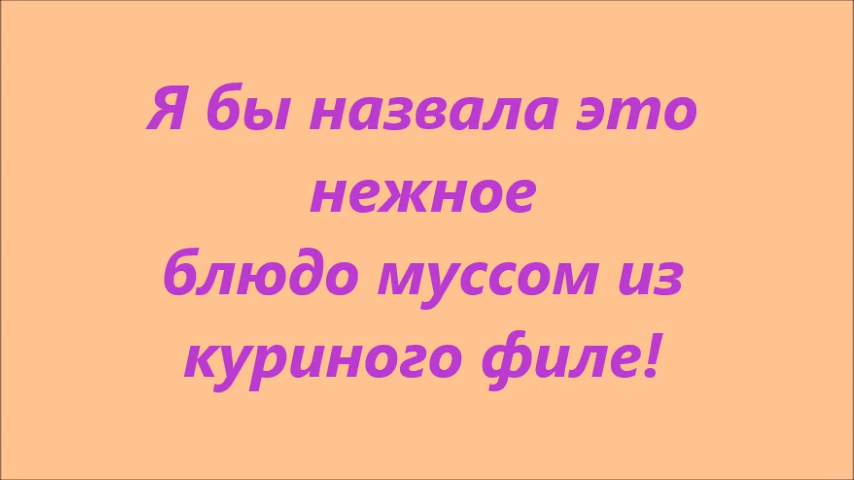 Я бы назвала это
нежное
блюдо муссом из
куриного филе!